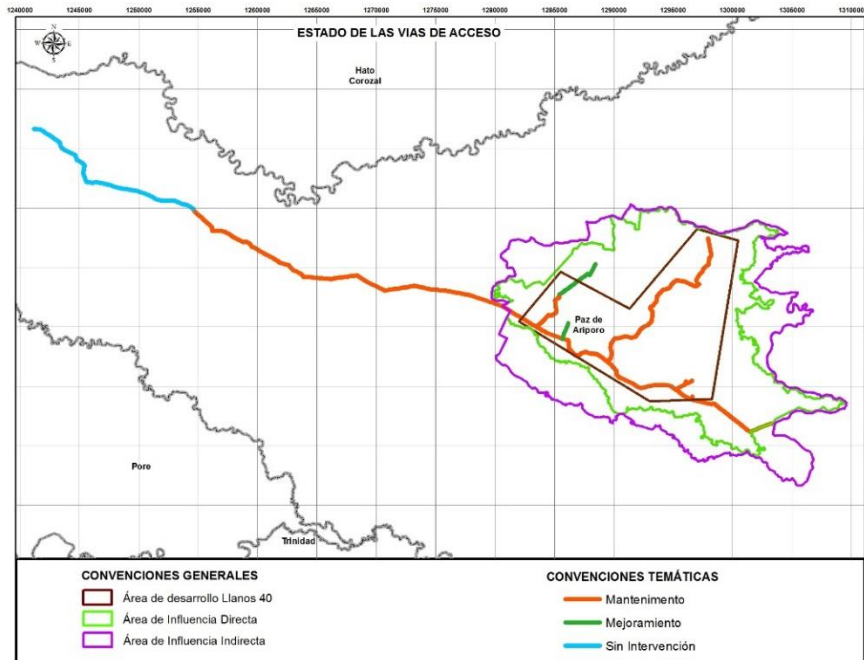 1240000 1245000 1250000 1255000 1260000 1265000 1270000 1275000 1280000 1285000 1290000 1295000 1300000 1305000 1310000
ESTADO DE LAS VIAS DE ACCESO
N
W E
S
Hato
Corozal
Paz de
Ariporo
Poro
Trinidad
CONVENCIONES GENERALES
Área de desarrollo Llanos 40
Área de Influencia Directa
Área de Influencia Indirecta
CONVENCIONES TEMÁTICAS
Mantenimiento
Mejoramiento
Sin Intervención